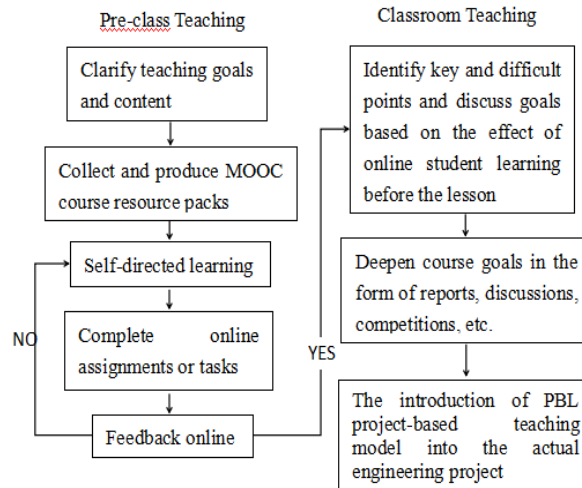 Pre-class Teaching
Clarify teaching goals
and content
Collect and produce MOOC
course resource packs
Self-directed learning
NO
Complete online
assignments or tasks
Feedback online
YES
Classroom Teaching
Identify key and difficult
points and discuss goals
based on the effect of
online student learning
before the lesson
Deepen course goals in the
form of reports, discussions,
competitions, etc.
The introduction of PBL
project-based teaching
model into the actual
engineering project